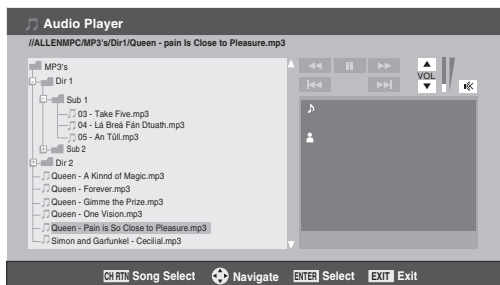 Audio Player
//ALLENMPC/MP3's/Dir1/Queen - pain Is Close to Pleasure.mp3
MP3's
Dir 1
Sub 1
03 - Take Five.mp3
04 - Lá Breá Fán Dtuath.mp3
05 - An Tûll.mp3
Sub 2
Dir 2
Queen - A Kinnd of Magic.mp3
Queen - Forever.mp3
Queen - Gimme the Prize.mp3
Queen - One Vision.mp3
Queen - Pain is So Close to Pleasure.mp3
Simon and Garfunkel - Cecilial.mp3
VOL
CH RTN Song Select Navigate ENTER Select EXIT Exit